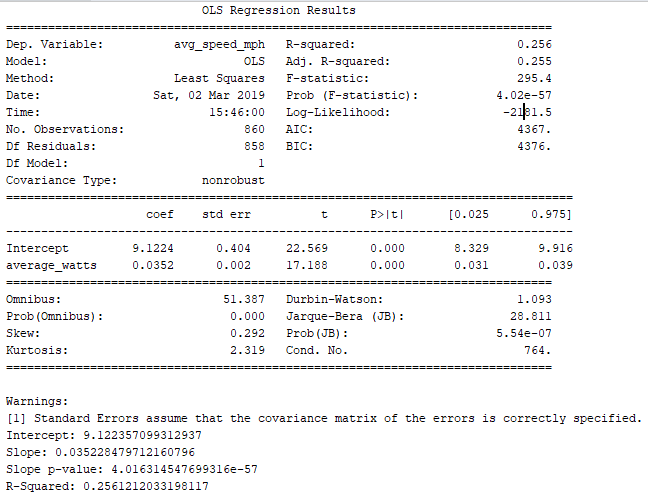 OLS Regression Results
==============================================================================
Dep. Variable: avg_speed_mph R-squared: 0.256
Model: OLS Adj. R-squared: 0.255
Method: Least Squares F-statistic: 295.4
Date: Sat, 02 Mar 2019 Prob (F-statistic): 4.02e-57
Time: 15:46:00 Log-Likelihood: -2181.5
No. Observations: 860 AIC: 4367.
Df Residuals: 858 BIC: 4376.
Df Model: 1
Covariance Type: nonrobust
=================================================================================
coef std err t P>|t| [0.025 0.975]
---------------------------------------------------------------------------------
Intercept 9.1224 0.404 22.569 0.000 8.329 9.916
average_watts 0.0352 0.002 17.188 0.000 0.031 0.039
==============================================================================
Omnibus: 51.387 Durbin-Watson: 1.093
Prob(Omnibus): 0.000 Jarque-Bera (JB): 28.811
Skew: 0.292 Prob(JB): 5.54e-07
Kurtosis: 2.319 Cond. No. 764.
==============================================================================
Warnings:
[1] Standard Errors assume that the covariance matrix of the errors is correctly specified.
Intercept: 9.122357099312937
Slope: 0.035228479712160796
Slope p-value: 4.016314547699316e-57
R-Squared: 0.2561212033198117